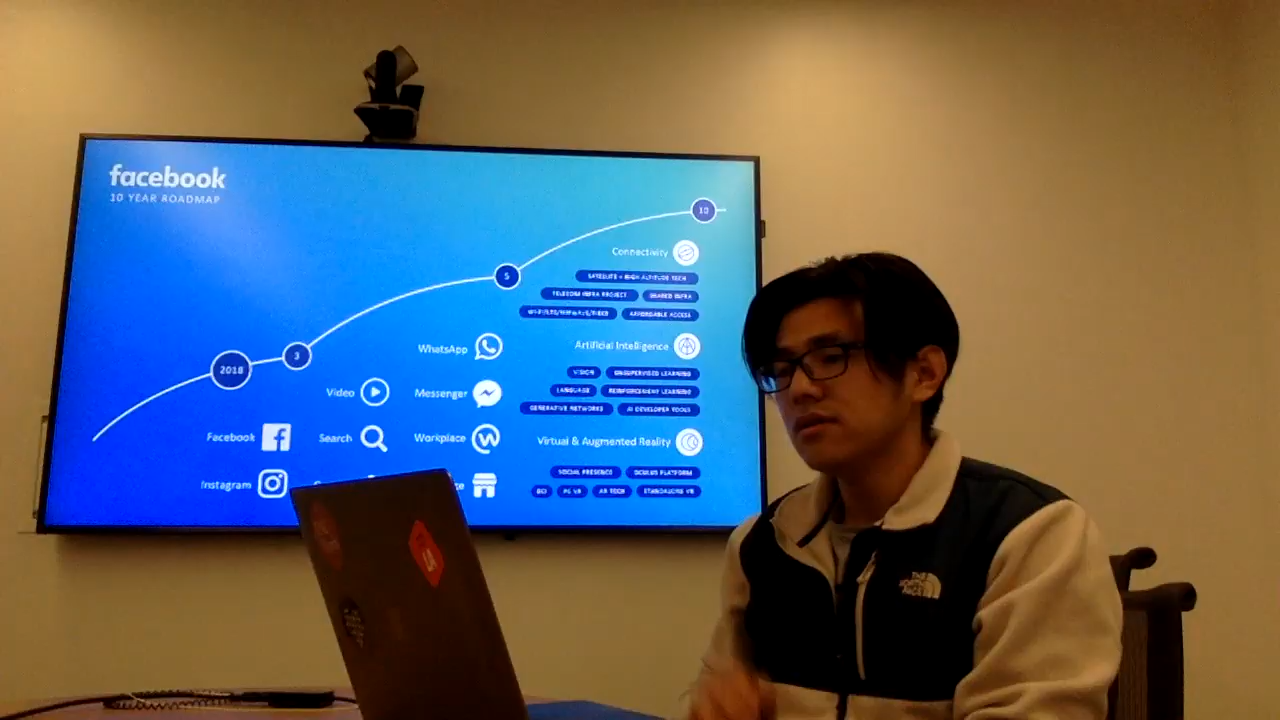 facebook
10 YEAR ROADMAP
10
5
3
2018
Connectivity
SATELLITE + HIGH ALTITUDE TECH
TELECOM INFRA PROJECT
SHARED INFRA
AFFORDABLE ACCESS
WhatsApp
Artificial Intelligence
VISION
UNSUPERVISED LEARNING
Video
Messenger
LANGUAGE
REINFORCEMENT LEARNING
GENERATIVE NETWORKS
AI DEVELOPER TOOLS
Facebook
Search
Workplace
Virtual & Augmented Reality
Instagram
SOCIAL PRESENCE
OCULUS PLATFORM
PC VR
AR TECH
STANDALONE VR
THE
NORTH
FACE